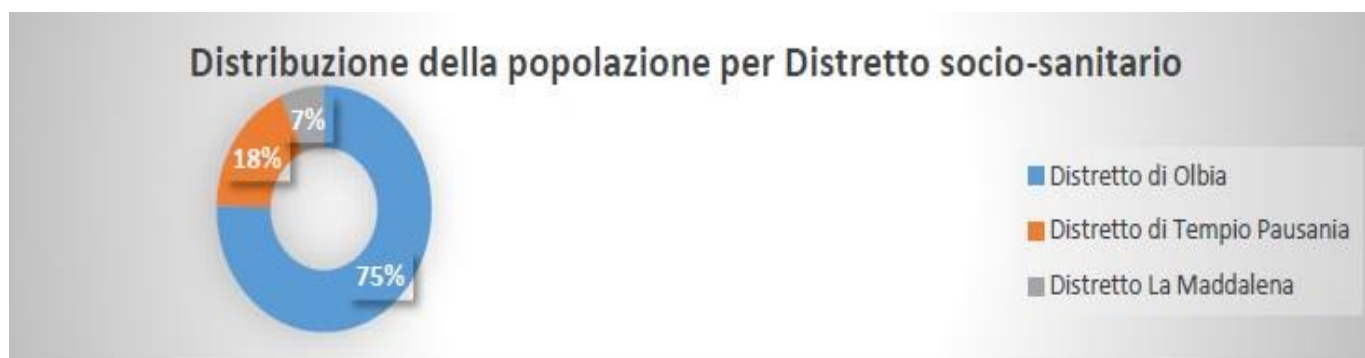 Distribuzione della popolazione per Distretto socio-sanitario
7%
18%
75%
Distretto di Olbia
Distretto di Tempio Pausania
Distretto La Maddalena